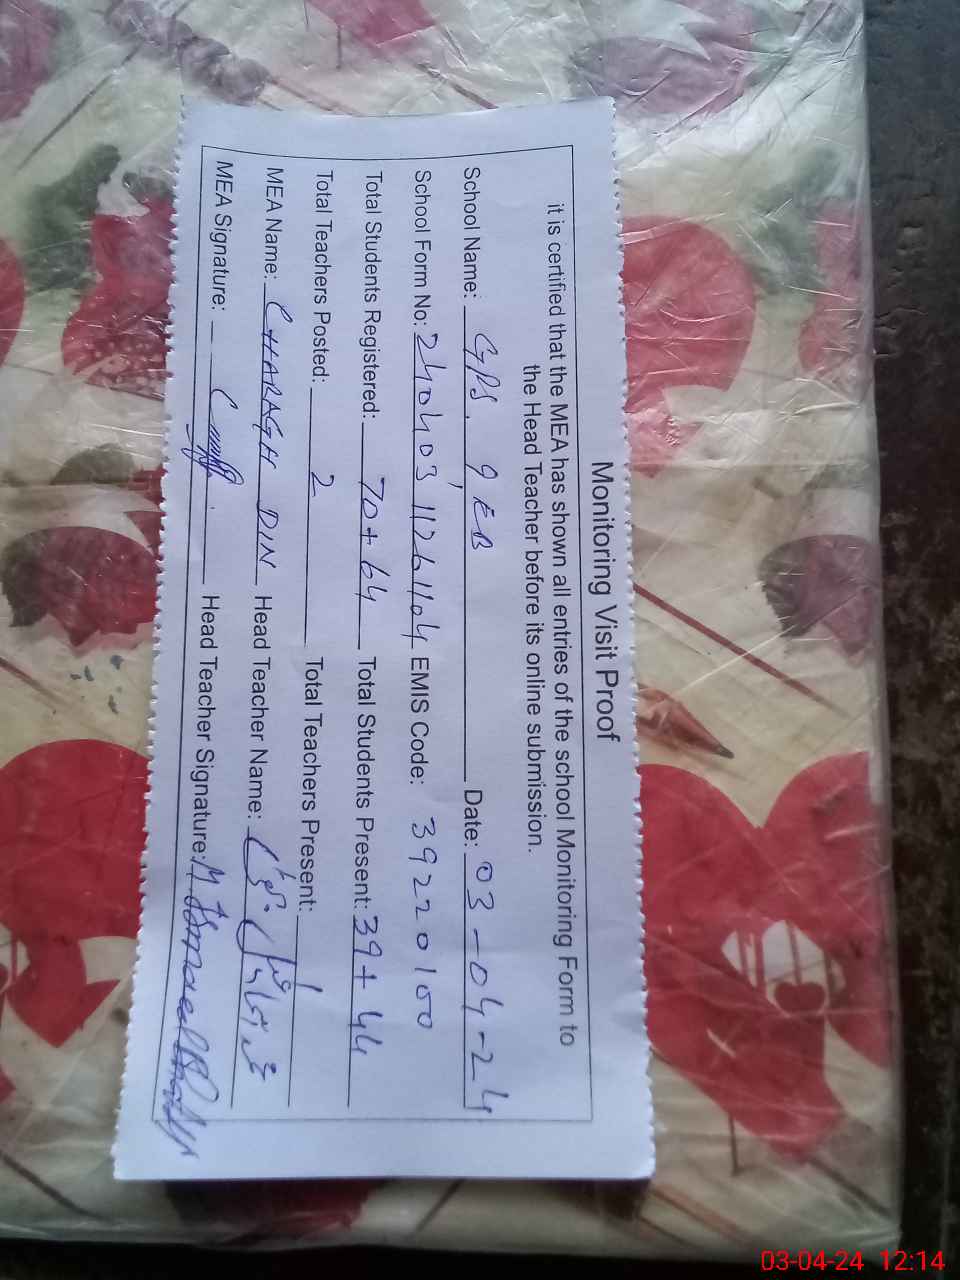 Monitoring Visit Proof
it is certified that the MEA has shown all entries of the school Monitoring Form to
the Head Teacher before its online submission.
School Name: GPS. 9 EB Date: 03-04-24
School Form No: EMIS Code: 39220100
Total Students Registered: 70+64 Total Students Present: 39+44
Total Teachers Posted: 2 Total Teachers Present: 1
MEA Name: CHARAGH DIN Head Teacher Name:
MEA Signature: Head Teacher Signature: M Ismaeel
03-04-24 12:14